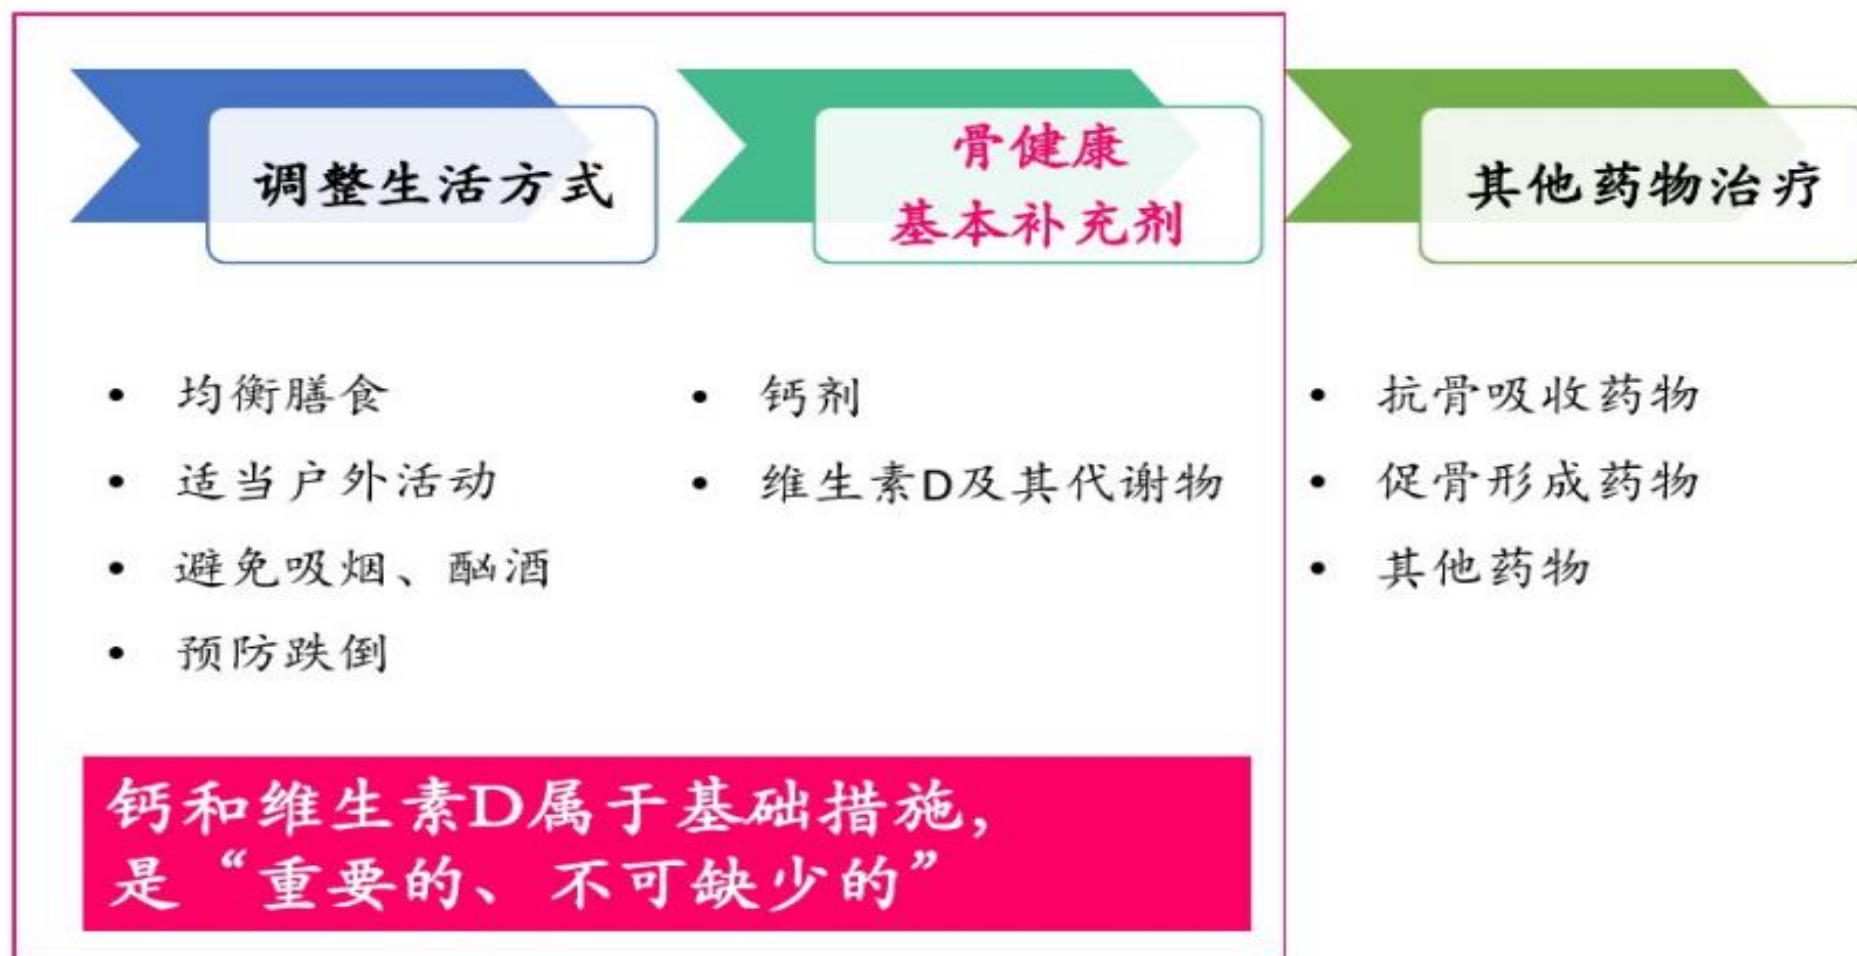 调整生活方式
• 均衡膳食
• 适当户外活动
• 避免吸烟、酗酒
• 预防跌倒
骨健康
基本补充剂
• 钙剂
• 维生素D及其代谢物
其他药物治疗
• 抗骨吸收药物
• 促骨形成药物
• 其他药物
钙和维生素D属于基础措施，
是“重要的、不可缺少的”